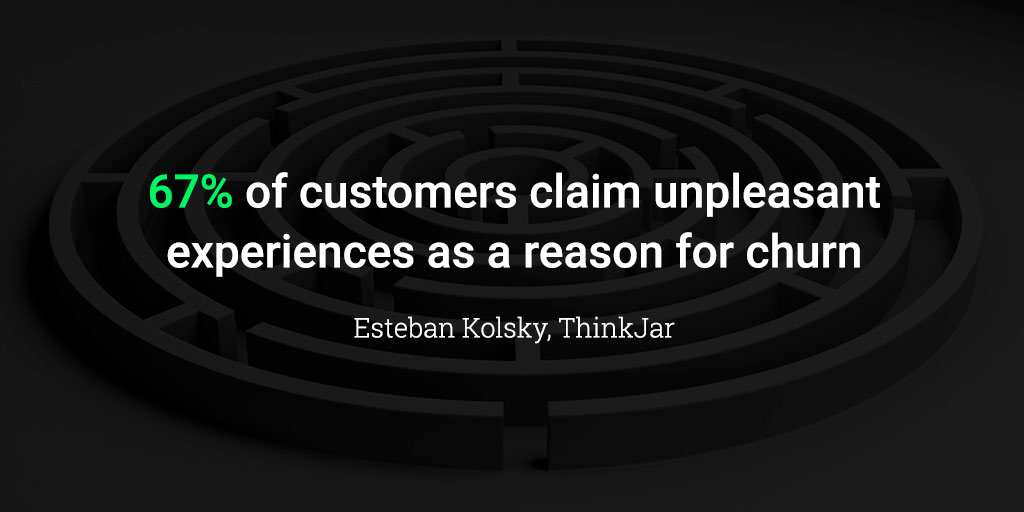 67% of customers claim unpleasant
experiences as a reason for churn
Esteban Kolsky, ThinkJar